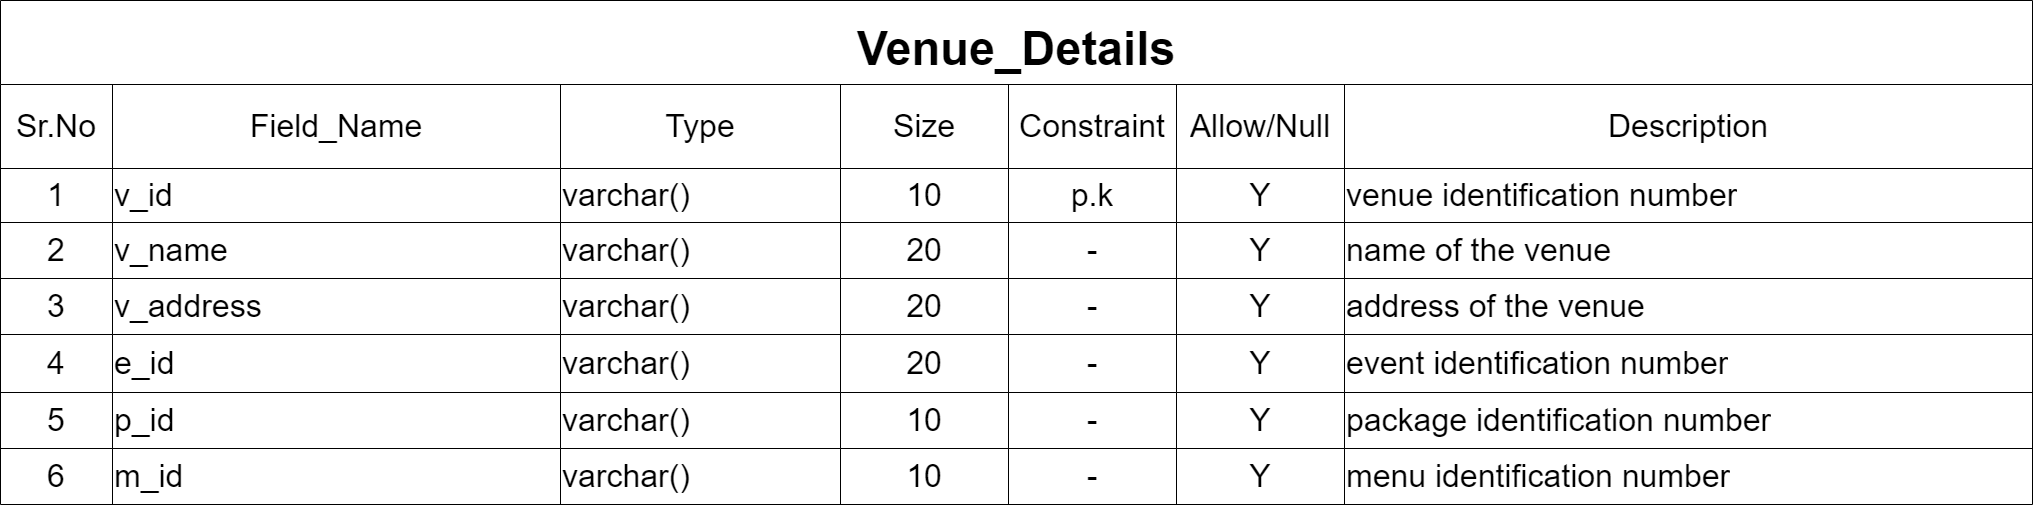 Venue_Details
Sr.No Field_Name Type Size Constraint Allow/Null Description
1 v_id varchar() 10 p.k Y venue identification number
2 v_name varchar() 20 - Y name of the venue
3 v_address varchar() 20 - Y address of the venue
4 e_id varchar() 20 - Y event identification number
5 p_id varchar() 10 - Y package identification number
6 m_id varchar() 10 - Y menu identification number